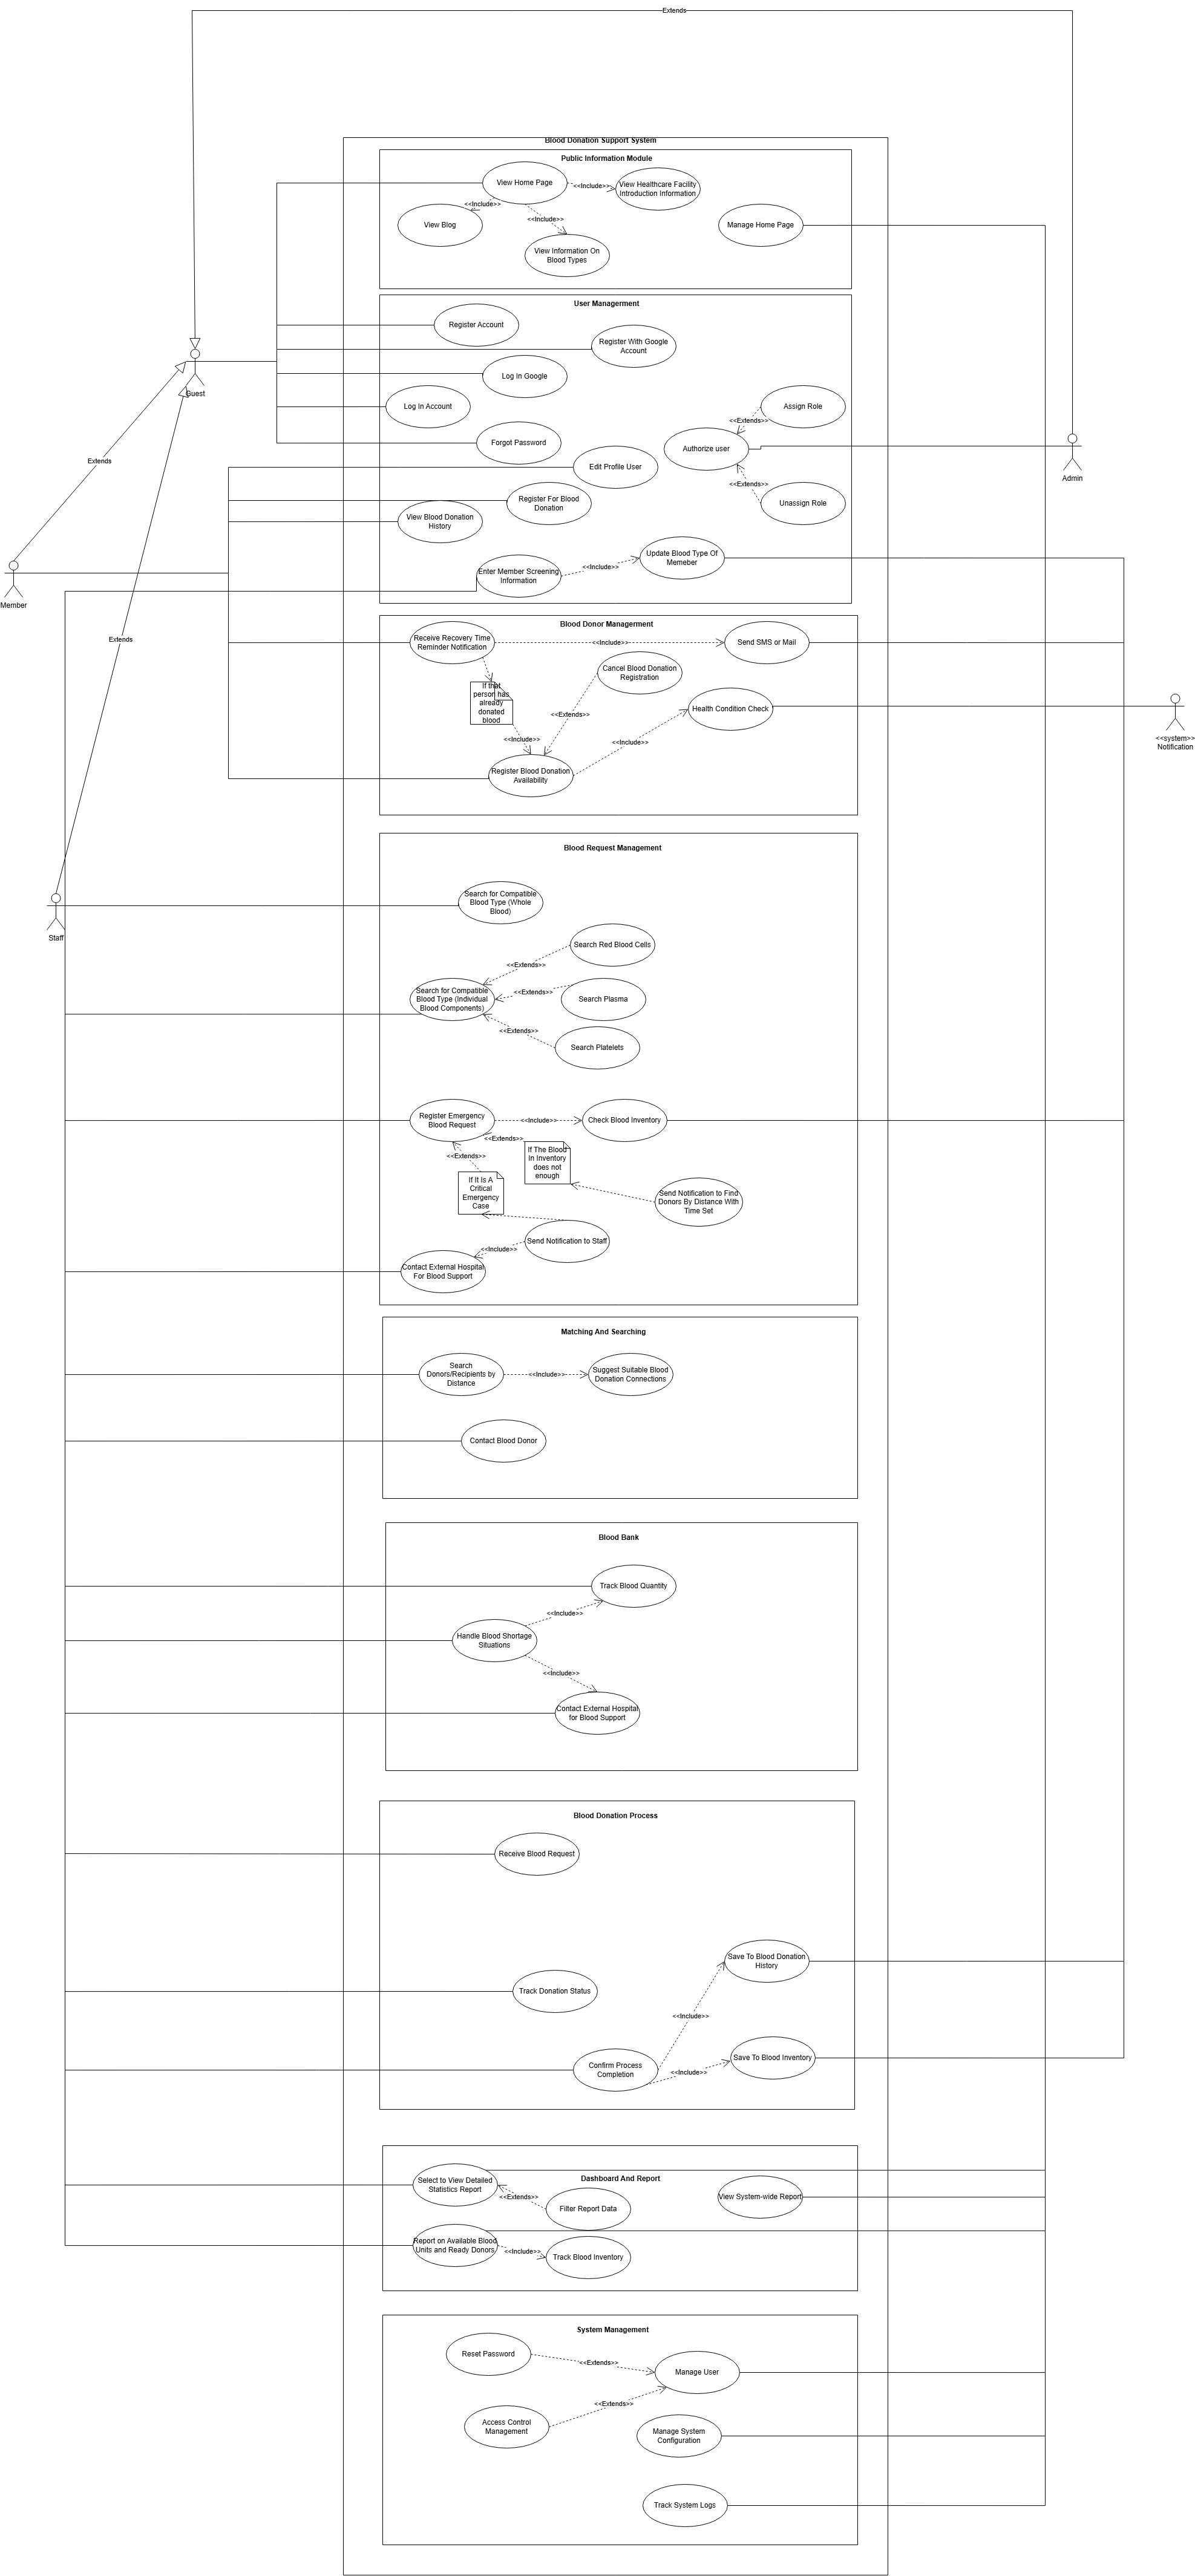 Extends
Blood Donation Support System
Public Information Module
View Home Page
<<Include>>
View Healthcare Facility
Introduction Information
<<Include>>
View Blog
<<Include>>
Manage Home Page
View Information On
Blood Types
User Managerment
Register Account
Register With Google
Account
Log In Google
Guest
Log In Account
Assign Role
<<Extends>>
Forgot Password
Authorize user
Admin
Extends
Edit Profile User
<<Extends>>
Register For Blood
Donation
Unassign Role
View Blood Donation
History
Update Blood Type Of
Memeber
Enter Member Screening
Information
<<Include>>
Member
Blood Donor Management
Extends
Receive Recovery Time
Reminder Notification
<<Include>>
Send SMS or Mail
Cancel Blood Donation
Registration
If that
person has
already
donated
blood
<<Extends>>
Health Condition Check
<<Include>>
<<Include>>
<<system>>
Notification
Register Blood Donation
Availability
Blood Request Management
Search for Compatible
Blood Type (Whole
Blood)
Staff
Search Red Blood Cells
<<Extends>>
Search for Compatible
Blood Type (Individual
Blood Components)
<<Extends>>
Search Plasma
<<Extends>>
Search Platelets
Register Emergency
Blood Request
<<Include>>
Check Blood Inventory
<<Extends>>
<<Extends>>
If The Blood
In Inventory
does not
enough
If It Is A
Critical
Emergency
Case
Send Notification to Find
Donors By Distance With
Time Set
Send Notification to Staff
<<Include>>
Contact External Hospital
For Blood Support
Matching And Searching
Search
Donors/Recipients by
Distance
<<Include>>
Suggest Suitable Blood
Donation Connections
Contact Blood Donor
Blood Bank
Track Blood Quantity
<<Include>>
Handle Blood Shortage
Situations
<<Include>>
Contact External Hospital
for Blood Support
Blood Donation Process
Receive Blood Request
Save To Blood Donation
History
Track Donation Status
<<Include>>
Confirm Process
Completion
<<Include>>
Save To Blood Inventory
Dashboard And Report
Select to View Detailed
Statistics Report
<<Extends>>
Filter Report Data
View System-wide Report
Report on Available Blood
Units and Ready Donors
<<Include>>
Track Blood Inventory
System Management
Reset Password
<<Extends>>
Manage User
<<Extends>>
Access Control
Management
Manage System
Configuration
Track System Logs